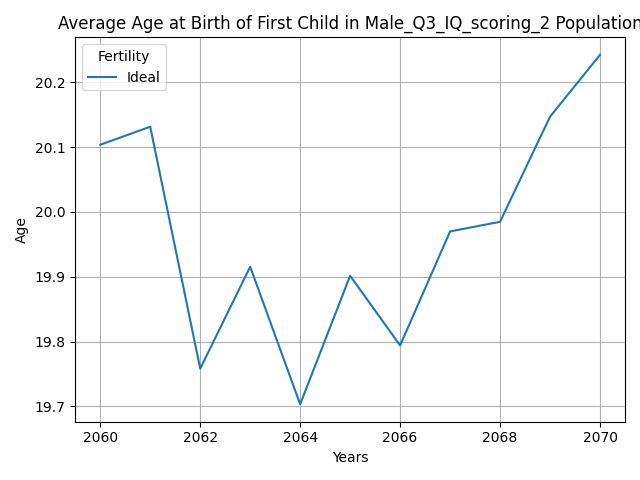 Average Age at Birth of First Child in Male_Q3_IQ_scoring_2 Population
Fertility
Ideal
20.2
20.1
20.0
19.9
19.8
19.7
Age
2060 2062 2064 2066 2068 2070
Years